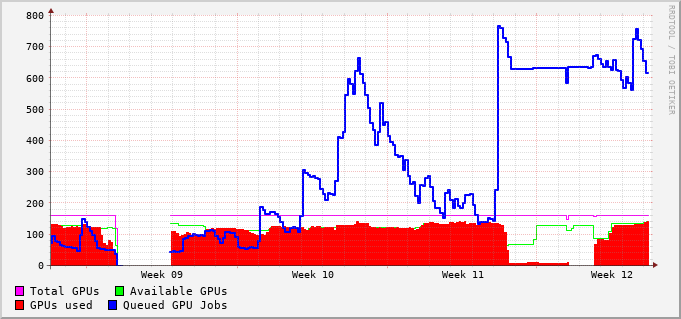 800
700
600
500
400
300
200
100
0
Week 09 Week 10 Week 11 Week 12
Total GPUs Available GPUs
GPUs used Queued GPU Jobs
RRDTOOL / TOBI OETIKER